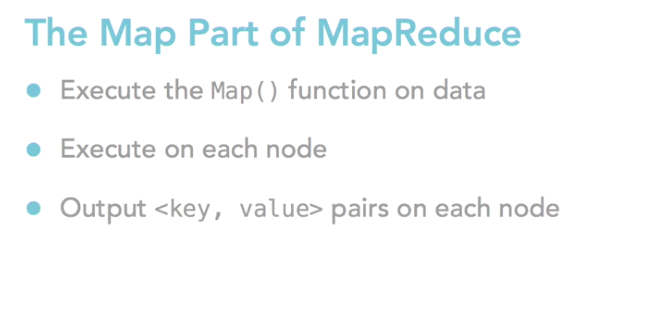 The Map Part of MapReduce
● Execute the Map() function on data
● Execute on each node
● Output <key, value> pairs on each node